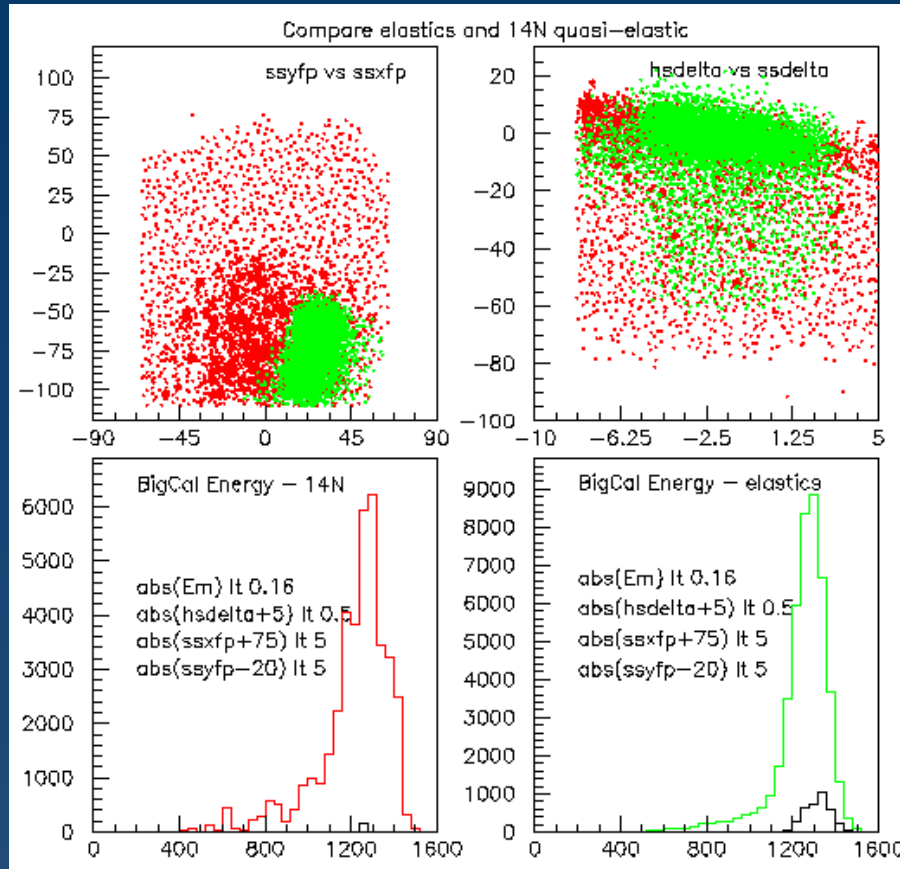 Compare elastics and 14N quasi-elastic
ssyfp vs ssxfp
100
75
50
25
0
-25
-50
-75
-100
-90 -45 0 45 90
hsdelta vs ssdelta
20
0
-20
-40
-60
-80
-100
-10 -6.25 -2.5 1.25 5
BigCal Energy - 14N
abs(Em) lt 0.16
abs(hsdelta+5) lt 0.5
abs(ssxfp+75) lt 5
abs(ssyfp-20) lt 5
6000
5000
4000
3000
2000
1000
0
0 400 800 1200 1600
BigCal Energy - elastics
abs(Em) lt 0.16
abs(hsdelta+5) lt 0.5
abs(ssxfp+75) lt 5
abs(ssyfp-20) lt 5
9000
8000
7000
6000
5000
4000
3000
2000
1000
0
0 400 800 1200 1600